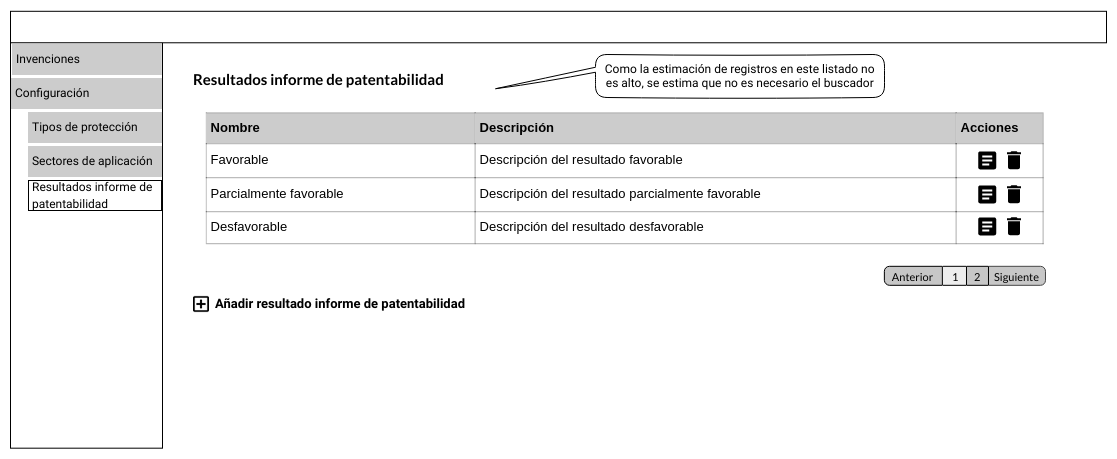 Invenciones
Configuración
Tipos de protección
Sectores de aplicación
Resultados informe de
patentabilidad
Resultados informe de patentabilidad
Como la estimación de registros en este listado no
es alto, se estima que no es necesario el buscador
Nombre Descripción Acciones
Favorable Descripción del resultado favorable
Parcialmente favorable Descripción del resultado parcialmente favorable
Desfavorable Descripción del resultado desfavorable
Anterior 1 2 Siguiente
Añadir resultado informe de patentabilidad